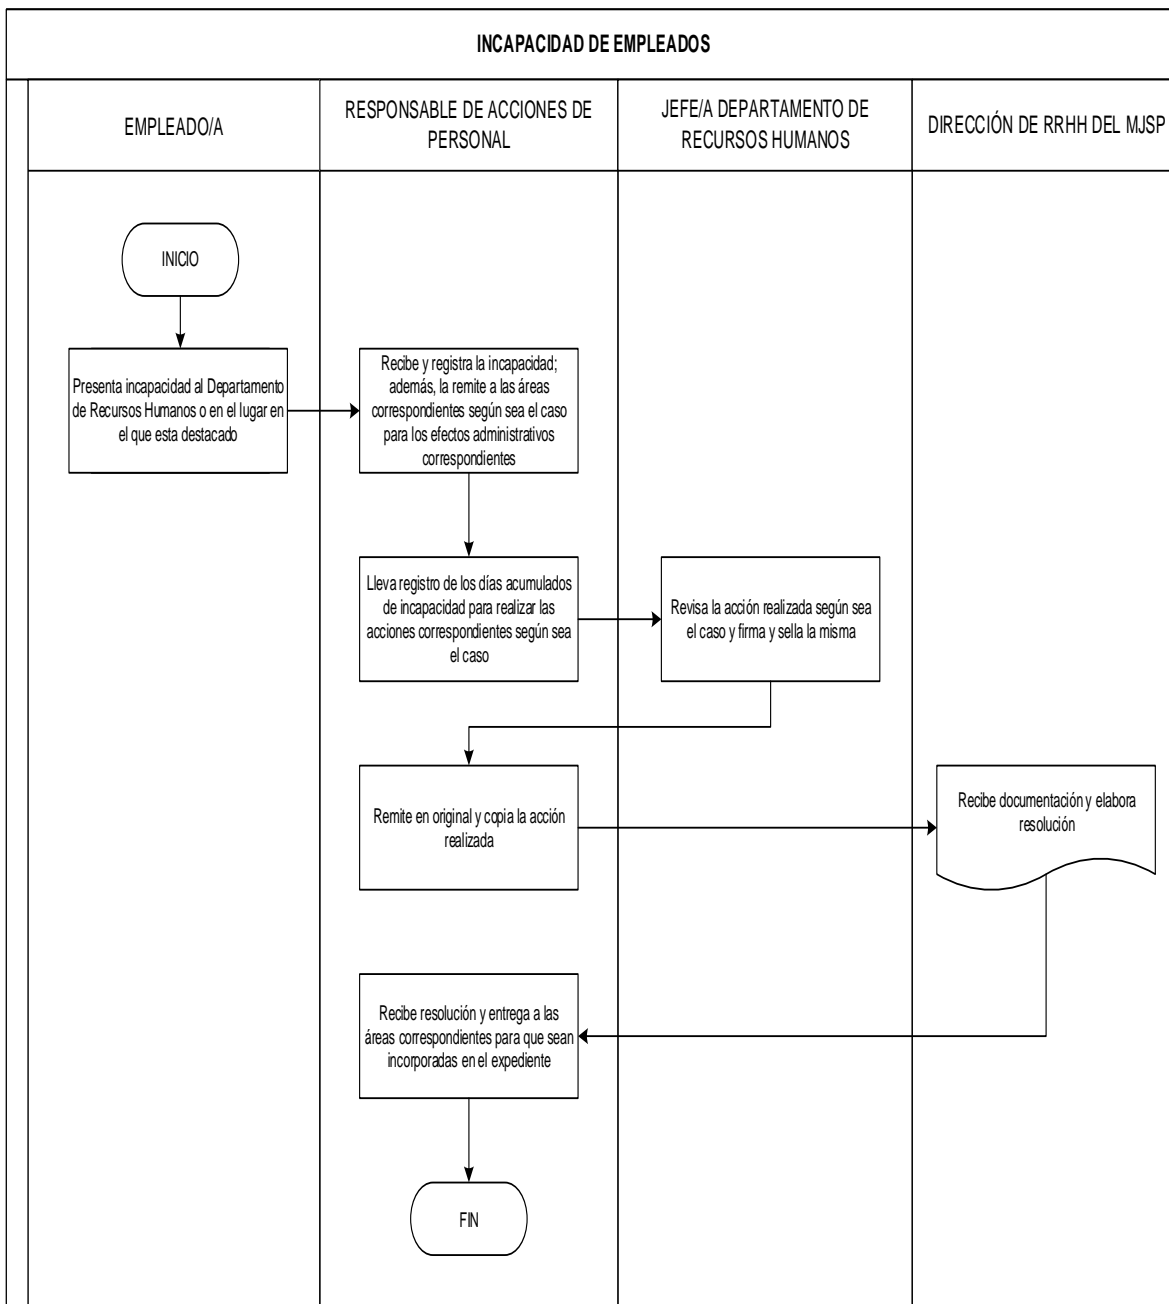 INCAPACIDAD DE EMPLEADOS
EMPLEADO/A
RESPONSABLE DE ACCIONES DE
PERSONAL
JEFE/A DEPARTAMENTO DE
RECURSOS HUMANOS
DIRECCIÓN DE RRHH DEL MJSP
INICIO
Presenta incapacidad al Departamento
de Recursos Humanos o en el lugar en
el que esta destacado
Recibe y registra la incapacidad;
además, la remite a las áreas
correspondientes según sea el caso
para los efectos administrativos
correspondientes
Lleva registro de los días acumulados
de incapacidad para realizar las
acciones correspondientes según sea
el caso
Revisa la acción realizada según sea
el caso y firma y sella la misma
Remite en original y copia la acción
realizada
Recibe documentación y elabora
resolución
Recibe resolución y entrega a las
áreas correspondientes para que sean
incorporadas en el expediente
FIN